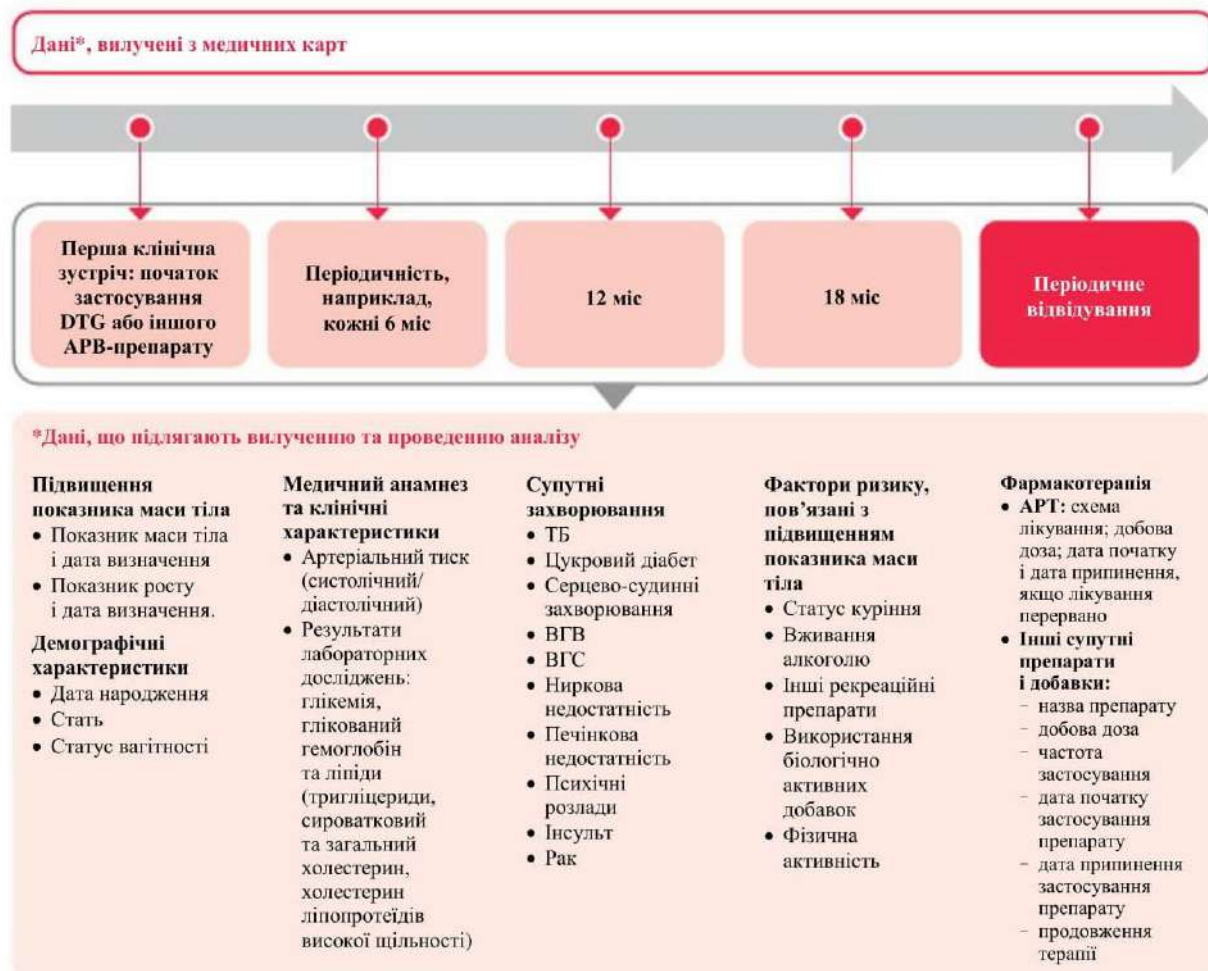 Дані*, вилучені з медичних карт
Перша клінічна
зустріч: початок
застосування
DTG або іншого
АРВ-препарату
Періодичність,
наприклад,
кожні 6 міс
12 міс
18 міс
Періодичне
відвідування
*Дані, що підлягають вилученню та проведенню аналізу
Підвищення
показника маси тіла
• Показник маси тіла
і дата визначення
• Показник росту
і дата визначення.
Демографічні
характеристики
• Дата народження
• Стать
• Статус вагітності
Медичний анамнез
та клінічні
характеристики
• Артеріальний тиск
(систолічний/
діастолічний)
• Результати
лабораторних
досліджень:
глікемія,
глікований
гемоглобін
та ліпіди
(тригліцериди,
сироватковий
та загальний
холестерин,
холестерин
ліпопротеїдів
високої щільності)
Супутні
захворювання
• ТБ
• Цукровий діабет
• Серцево-судинні
захворювання
• ВГВ
• ВГС
• Ниркова
недостатність
• Печінкова
недостатність
• Психічні
розлади
• Інсульт
• Рак
Фактори ризику,
пов’язані з
підвищенням
показника маси
тіла
• Статус куріння
• Вживання
алкоголю
• Інші рекреаційні
препарати
• Використання
біологічно
активних
добавок
• Фізична
активність
Фармакотерапія
• АРТ: схема
лікування; добова
доза; дата початку
і дата припинення,
якщо лікування
перервано
• Інші супутні
препарати
і добавки:
– назва препарату
– добова доза
– частота
застосування
– дата початку
застосування
препарату
– дата припинення
застосування
препарату
– продовження
терапії